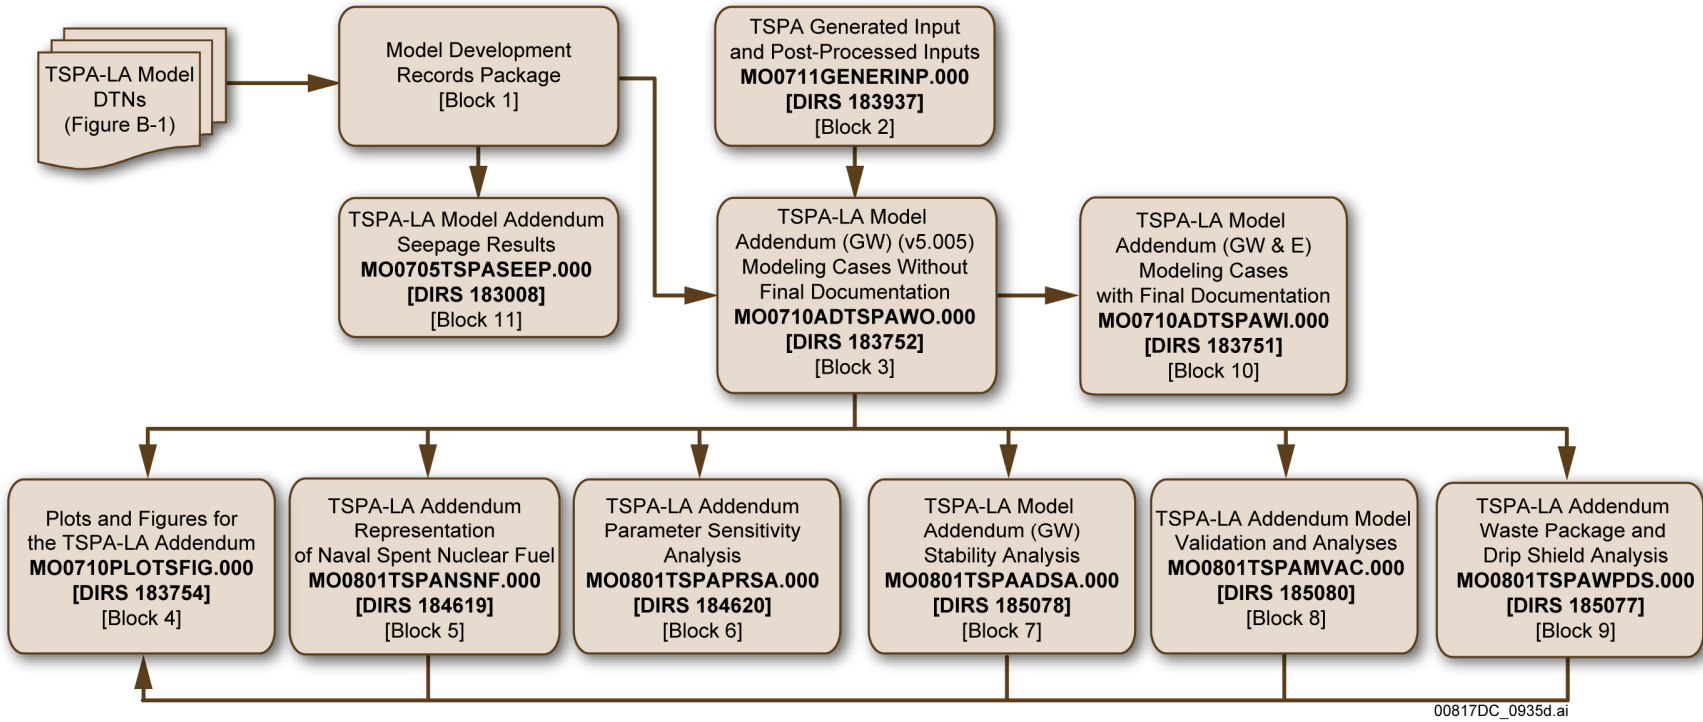 TSPA-LA Model
DTNs
(Figure B-1)
Model Development
Records Package
[Block 1]
TSPA Generated Input
and Post-Processed Inputs
MO0711GENERINP.000
[DIRS 183937]
[Block 2]
TSPA-LA Model Addendum
Seepage Results
MO0705TSPASEEP.000
[DIRS 183008]
[Block 11]
TSPA-LA Model
Addendum (GW) (v5.005)
Modeling Cases Without
Final Documentation
MO0710ADTSPAWO.000
[DIRS 183752]
[Block 3]
TSPA-LA Model
Addendum (GW & E)
Modeling Cases
with Final Documentation
MO0710ADTSPAWI.000
[DIRS 183751]
[Block 10]
Plots and Figures for
the TSPA-LA Addendum
MO0710PLOTSFIG.000
[DIRS 183754]
[Block 4]
TSPA-LA Addendum
Representation
of Naval Spent Nuclear Fuel
MO0801TSPANSNF.000
[DIRS 184619]
[Block 5]
TSPA-LA Addendum
Parameter Sensitivity
Analysis
MO0801TSPAPRSA.000
[DIRS 184620]
[Block 6]
TSPA-LA Model
Addendum (GW)
Stability Analysis
MO0801TSPAADSA.000
[DIRS 185078]
[Block 7]
TSPA-LA Addendum Model
Validation and Analyses
MO0801TSPAMVAC.000
[DIRS 185080]
[Block 8]
TSPA-LA Addendum
Waste Package and
Drip Shield Analysis
MO0801TSPAWPDS.000
[DIRS 185077]
[Block 9]
00817DC_0935d.ai